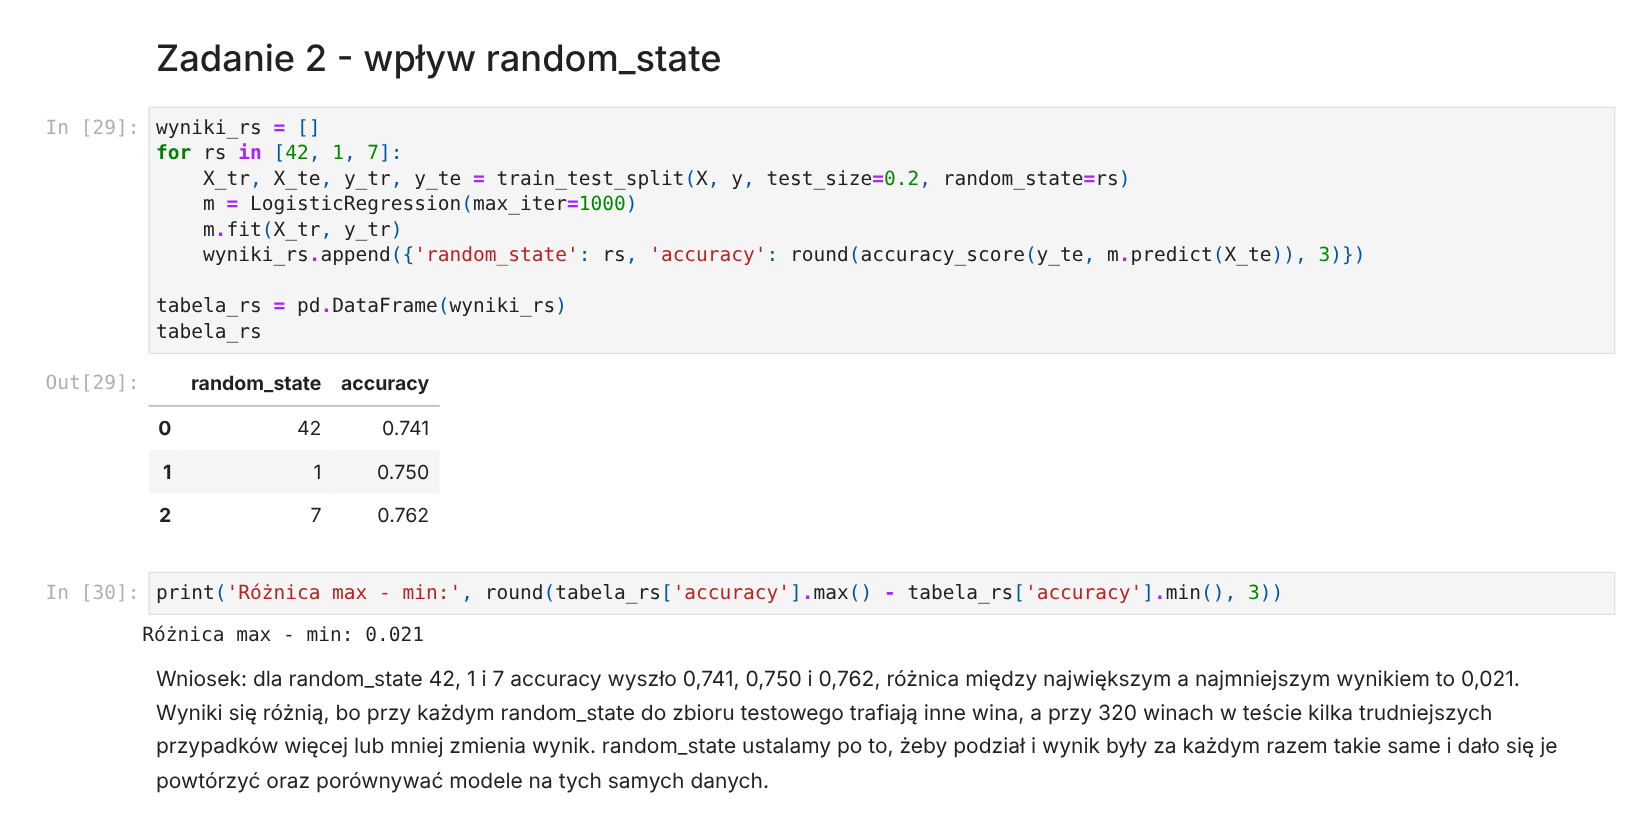 Zadanie 2 - wpływ random_state
In [29]:
wyniki_rs = []
for rs in [42, 1, 7]:
    X_tr, X_te, y_tr, y_te = train_test_split(X, y, test_size=0.2, random_state=rs)
    m = LogisticRegression(max_iter=1000)
    m.fit(X_tr, y_tr)
    wyniki_rs.append({'random_state': rs, 'accuracy': round(accuracy_score(y_te, m.predict(X_te)), 3)})
tabela_rs = pd.DataFrame(wyniki_rs)
tabela_rs
Out[29]:
random_state accuracy
0 42 0.741
1 1 0.750
2 7 0.762
In [30]: print('Różnica max - min:', round(tabela_rs['accuracy'].max() - tabela_rs['accuracy'].min(), 3))
Różnica max - min: 0.021
Wniosek: dla random_state 42, 1 i 7 accuracy wyszło 0,741, 0,750 i 0,762, różnica między największym a najmniejszym wynikiem to 0,021.
Wyniki się różnią, bo przy każdym random_state do zbioru testowego trafiają inne wina, a przy 320 winach w teście kilka trudniejszych
przypadków więcej lub mniej zmienia wynik. random_state ustalamy po to, żeby podział i wynik były za każdym razem takie same i dało się je
powtórzyć oraz porównywać modele na tych samych danych.